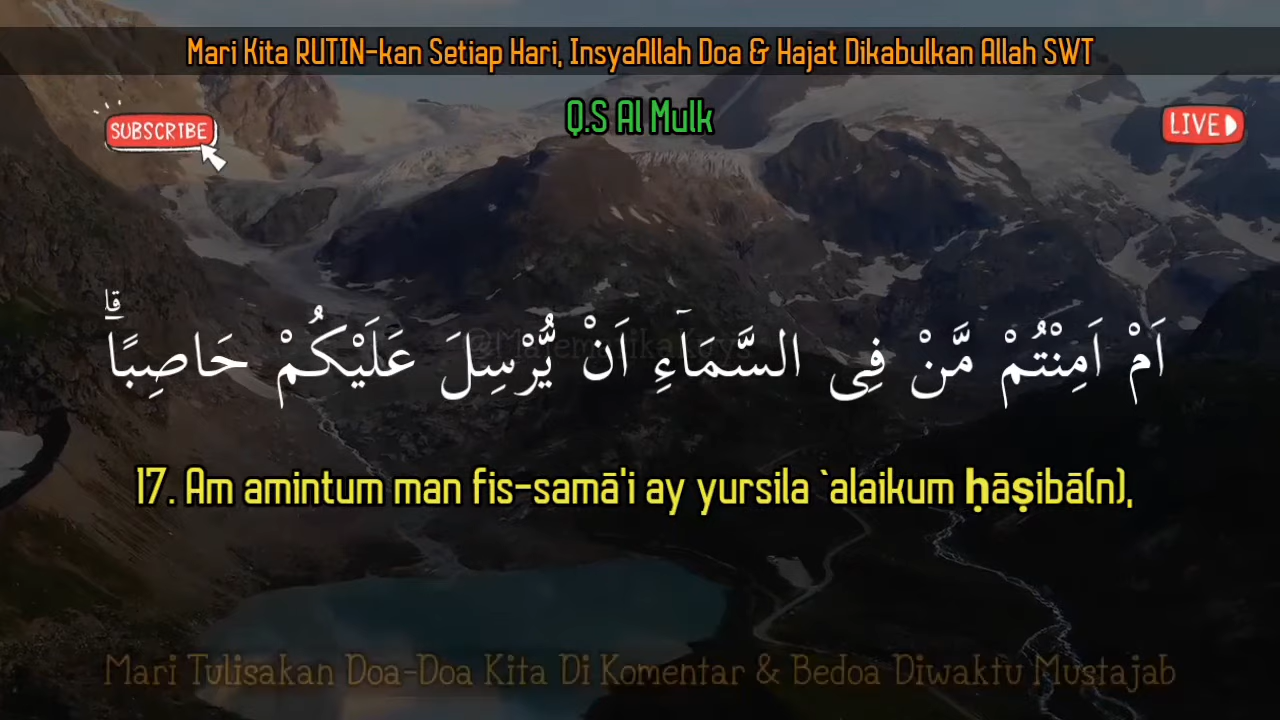 Mari Kita RUTIN-kan Setiap Hari, InsyaAllah Doa & Hajat Dikabulkan Allah SWT
Q.S Al Mulk
SUBSCRIBE
LIVE
اَمْ اَمِنْتُمْ مَّنْ فِى السَّمَاۤءِ اَنْ يُّرْسِلَ عَلَيْكُمْ حَاصِبًاۗ
17. Am amintum man fis-samā'i ay yursila `alaikum ḥāṣibā(n),
Mari Tulisakan Doa-Doa Kita Di Komentar & Bedoa Diwaktu Mustajab